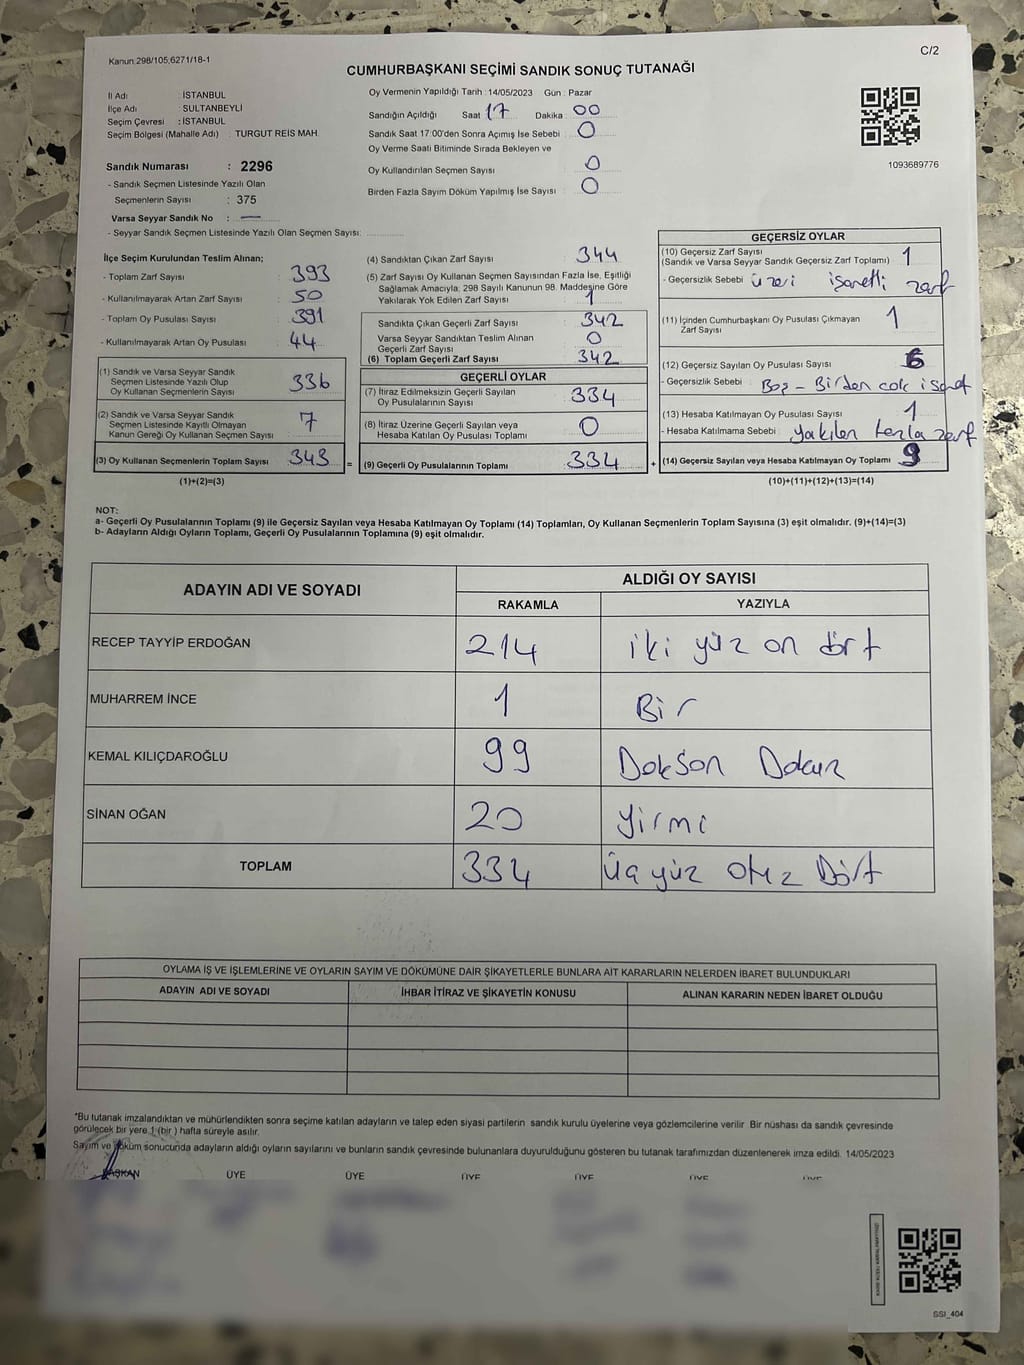 Kanun 298/105,6271/18-1
C/2
CUMHURBAŞKANI SEÇİMİ SANDIK SONUÇ TUTANAĞI
İl Adı : İSTANBUL
İlçe Adı : SULTANBEYLİ
Seçim Çevresi : İSTANBUL
Seçim Bölgesi (Mahalle Adı) : TURGUT REİS MAH.
Sandık Numarası : 2296
- Sandık Seçmen Listesinde Yazılı Olan
Seçmenlerin Sayısı : 375
Varsa Seyyar Sandık No : —
- Seyyar Sandık Seçmen Listesinde Yazılı Olan Seçmen Sayısı:
Oy Vermenin Yapıldığı Tarih : 14/05/2023 Gün : Pazar
Sandığın Açıldığı Saat 17 Dakika 00
Sandık Saat 17:00'den Sonra Açımış İse Sebebi : 0
Oy Verme Saati Bitiminde Sırada Bekleyen ve
Oy Kullandırılan Seçmen Sayısı : 0
Birden Fazla Sayım Döküm Yapılmış İse Sayısı : 0
1093689776
İlçe Seçim Kurulundan Teslim Alınan;
- Toplam Zarf Sayısı : 393
- Kullanılmayarak Artan Zarf Sayısı : 50
- Toplam Oy Pusulası Sayısı : 391
- Kullanılmayarak Artan Oy Pusulası : 44
(1) Sandık ve Varsa Seyyar Sandık
Seçmen Listesinde Yazılı Olup
Oy Kullanan Seçmenlerin Sayısı : 336
(2) Sandık ve Varsa Seyyar Sandık
Seçmen Listesinde Kayıtlı Olmayan
Kanun Gereği Oy Kullanan Seçmen Sayısı : 7
(3) Oy Kullanan Seçmenlerin Toplam Sayısı : 343
(1)+(2)=(3)
(4) Sandıktan Çıkan Zarf Sayısı : 344
(5) Zarf Sayısı Oy Kullanan Seçmen Sayısından Fazla İse, Eşitliği
Sağlamak Amacıyla; 298 Sayılı Kanunun 98. Maddesine Göre
Yakılarak Yok Edilen Zarf Sayısı : 1
Sandıkta Çıkan Geçerli Zarf Sayısı : 342
Varsa Seyyar Sandıktan Teslim Alınan
Geçerli Zarf Sayısı : 0
(6) Toplam Geçerli Zarf Sayısı : 342
GEÇERLİ OYLAR
(7) İtiraz Edilmeksizin Geçerli Sayılan
Oy Pusulalarının Sayısı : 334
(8) İtiraz Üzerine Geçerli Sayılan veya
Hesaba Katılan Oy Pusulası Toplamı : 0
= (9) Geçerli Oy Pusulalarının Toplamı : 334
GEÇERSİZ OYLAR
(10) Geçersiz Zarf Sayısı
(Sandık ve Varsa Seyyar Sandık Geçersiz Zarf Toplamı) : 1
- Geçersizlik Sebebi : üzeri işaretli zarf
(11) İçinden Cumhurbaşkanı Oy Pusulası Çıkmayan
Zarf Sayısı : 1
(12) Geçersiz Sayılan Oy Pusulası Sayısı : 6
- Geçersizlik Sebebi : Boş - Birden cok işaret
(13) Hesaba Katılmayan Oy Pusulası Sayısı : 1
- Hesaba Katılmama Sebebi : yakılan fazla zarf
+ (14) Geçersiz Sayılan veya Hesaba Katılmayan Oy Toplamı : 9
(10)+(11)+(12)+(13)=(14)
NOT:
a- Geçerli Oy Pusulalarının Toplamı (9) ile Geçersiz Sayılan veya Hesaba Katılmayan Oy Toplamı (14) Toplamları, Oy Kullanan Seçmenlerin Toplam Sayısına (3) eşit olmalıdır. (9)+(14)=(3)
b- Adayların Aldığı Oyların Toplamı, Geçerli Oy Pusulalarının Toplamına (9) eşit olmalıdır.
ADAYIN ADI VE SOYADI
ALDIĞI OY SAYISI
RAKAMLA YAZIYLA
RECEP TAYYİP ERDOĞAN 214 iki yüz on dört
MUHARREM İNCE 1 Bir
KEMAL KILIÇDAROĞLU 99 Dokson Dokuz
SİNAN OĞAN 20 yirmi
TOPLAM 334 üç yüz otuz Dört
OYLAMA İŞ VE İŞLEMLERİNE VE OYLARIN SAYIM VE DÖKÜMÜNE DAİR ŞİKAYETLERLE BUNLARA AİT KARARLARIN NELERDEN İBARET BULUNDUKLARI
ADAYIN ADI VE SOYADI İHBAR İTİRAZ VE ŞİKAYETİN KONUSU ALINAN KARARIN NEDEN İBARET OLDUĞU
*Bu tutanak imzalandıktan ve mühürlendikten sonra seçime katılan adayların ve talep eden siyasi partilerin sandık kurulu üyelerine veya gözlemcilerine verilir Bir nüshası da sandık çevresinde
görülecek bir yere 1 (bir ) hafta süreyle asılır.
Sayım ve döküm sonucunda adayların aldığı oyların sayılarını ve bunların sandık çevresinde bulunanlara duyurulduğunu gösteren bu tutanak tarafımızdan düzenlenerek imza edildi. 14/05/2023
BAŞKAN ÜYE ÜYE ÜYE ÜYE ÜYE ÜYE
SSI_404